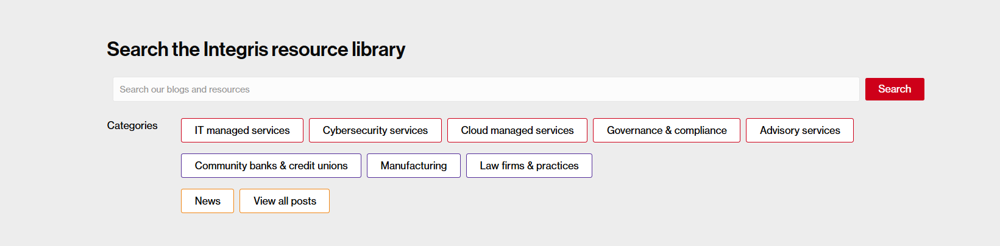 Search the Integris resource library
Search our blogs and resources
Search
Categories
IT managed services
Cybersecurity services
Cloud managed services
Governance & compliance
Advisory services
Community banks & credit unions
Manufacturing
Law firms & practices
News
View all posts